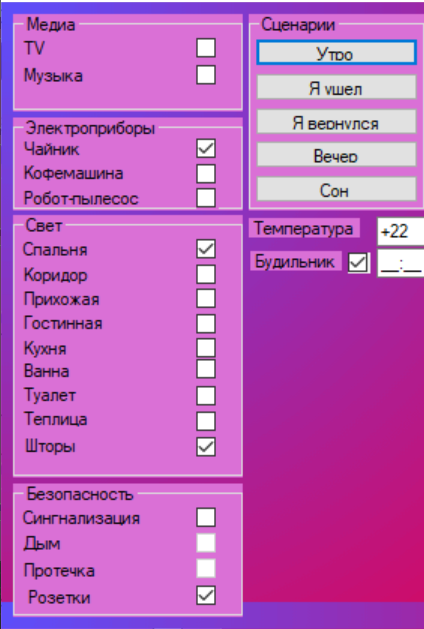 Медиа
TV
Музыка
Электроприборы
Чайник
Кофемашина
Робот-пылесос
Свет
Спальня
Коридор
Прихожая
Гостинная
Кухня
Ванна
Туалет
Теплица
Шторы
Безопасность
Сингнализация
Дым
Протечка
Розетки
Сценарии
Утро
Я ушел
Я вернулся
Вечер
Сон
Температура +22
Будильник __:__